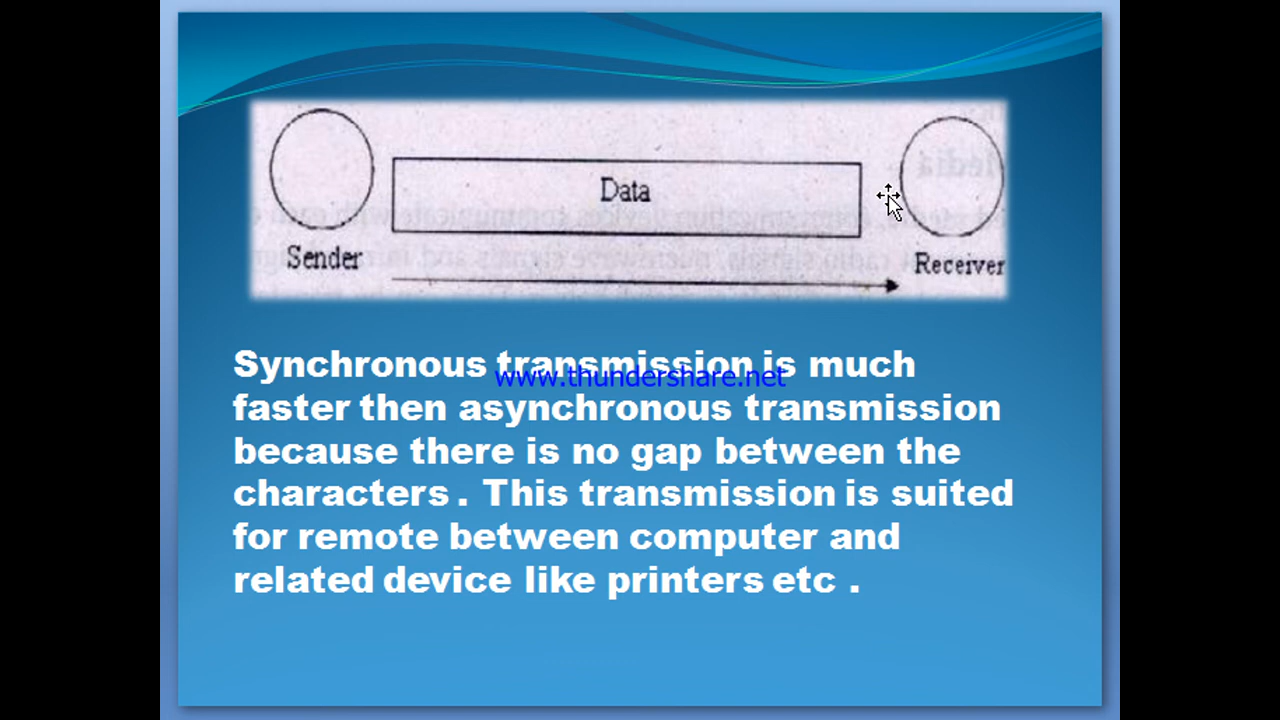 Data
Sender
Receiver
Synchronous transmission is much
www.thundershare.net
faster then asynchronous transmission
because there is no gap between the
characters . This transmission is suited
for remote between computer and
related device like printers etc .